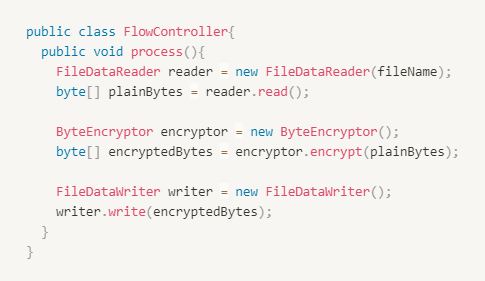 public class FlowController{
  public void process(){
    FileDataReader reader = new FileDataReader(fileName);
    byte[] plainBytes = reader.read();

    ByteEncryptor encryptor = new ByteEncryptor();
    byte[] encryptedBytes = encryptor.encrypt(plainBytes);

    FileDataWriter writer = new FileDataWriter();
    writer.write(encryptedBytes);
  }
}